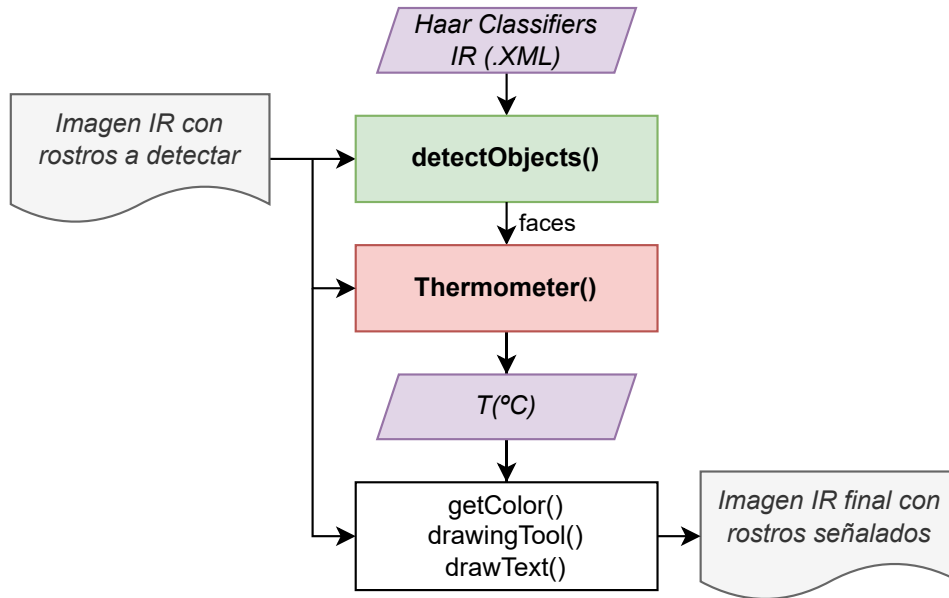 Haar Classifiers
IR (.XML)
Imagen IR con
rostros a detectar
detectObjects()
faces
Thermometer()
T(ºC)
getColor()
drawingTool()
drawText()
Imagen IR final con
rostros señalados